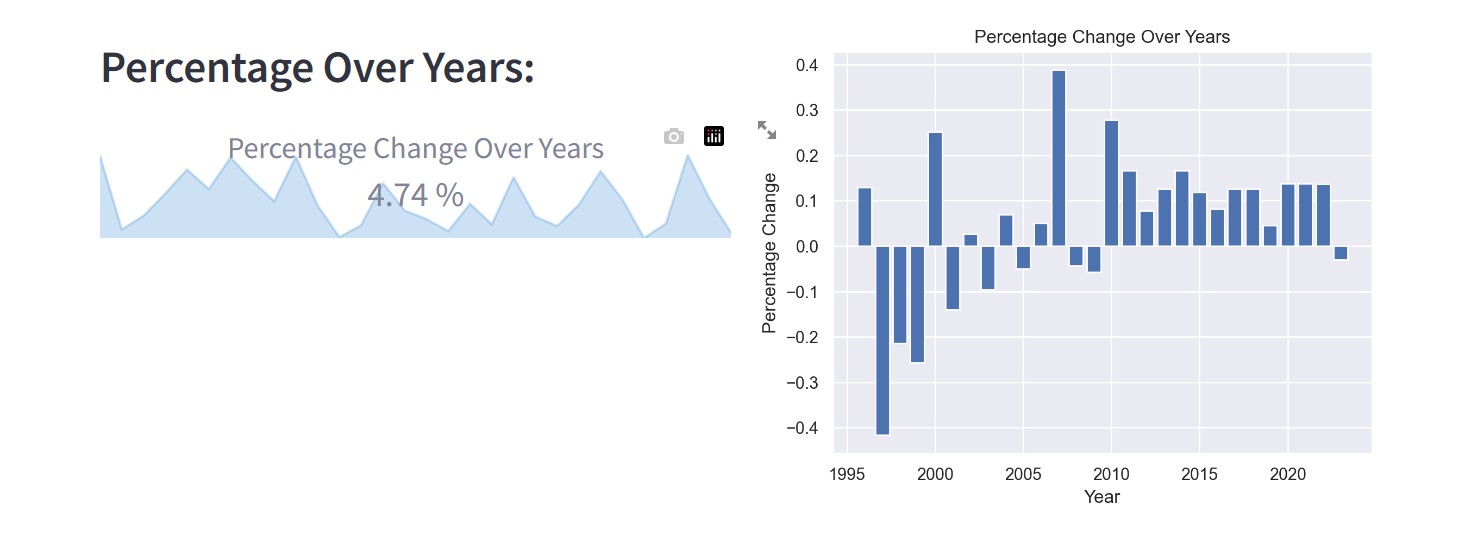 Percentage Over Years:
Percentage Change Over Years
4.74 %
Percentage Change Over Years
Percentage Change
0.4
0.3
0.2
0.1
0.0
−0.1
−0.2
−0.3
−0.4
1995 2000 2005 2010 2015 2020
Year